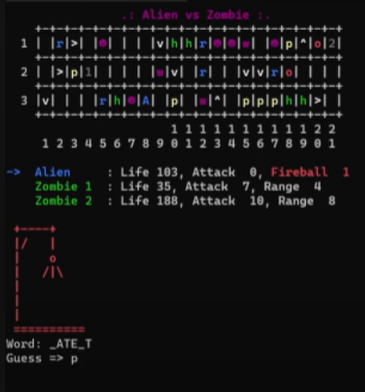 .: Alien vs Zombie :.
+-+-+-+-+-+-+-+-+-+-+-+-+-+-+-+-+-+-+-+-+-+
1 | |r|>| | | | | |v|h|h|r| | | | |p|^|o|2|
+-+-+-+-+-+-+-+-+-+-+-+-+-+-+-+-+-+-+-+-+-+
2 | |>|p|1| | | | |v| |r| | |v|v|r|o| | |
+-+-+-+-+-+-+-+-+-+-+-+-+-+-+-+-+-+-+-+-+-+
3 |v| | | |r|h| |A| |p| | |^| |p|p|p|h|h|>| |
+-+-+-+-+-+-+-+-+-+-+-+-+-+-+-+-+-+-+-+-+-+
1 1 1 1 1 1 1 1 1 1 2 2
1 2 3 4 5 6 7 8 9 0 1 2 3 4 5 6 7 8 9 0 1
-> Alien : Life 103, Attack 0, Fireball 1
Zombie 1 : Life 35, Attack 7, Range 4
Zombie 2 : Life 188, Attack 10, Range 8
+----+
|/ |
| o
| /|\
|
|
|
==========
Word: _ATE_T
Guess => p